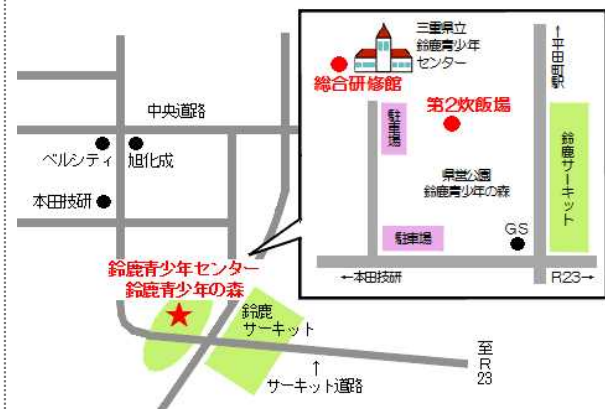 中央道路
ベルシティ
旭化成
本田技研
鈴鹿青少年センター
鈴鹿青少年の森
鈴鹿
サーキット
↑
サーキット道路
至
R
23
三重県立
鈴鹿青少年
センター
総合研修館
第2炊飯場
駐車場
県営公園
鈴鹿青少年の森
駐車場
GS
←平田町駅
鈴鹿サーキット
←本田技研
R23→